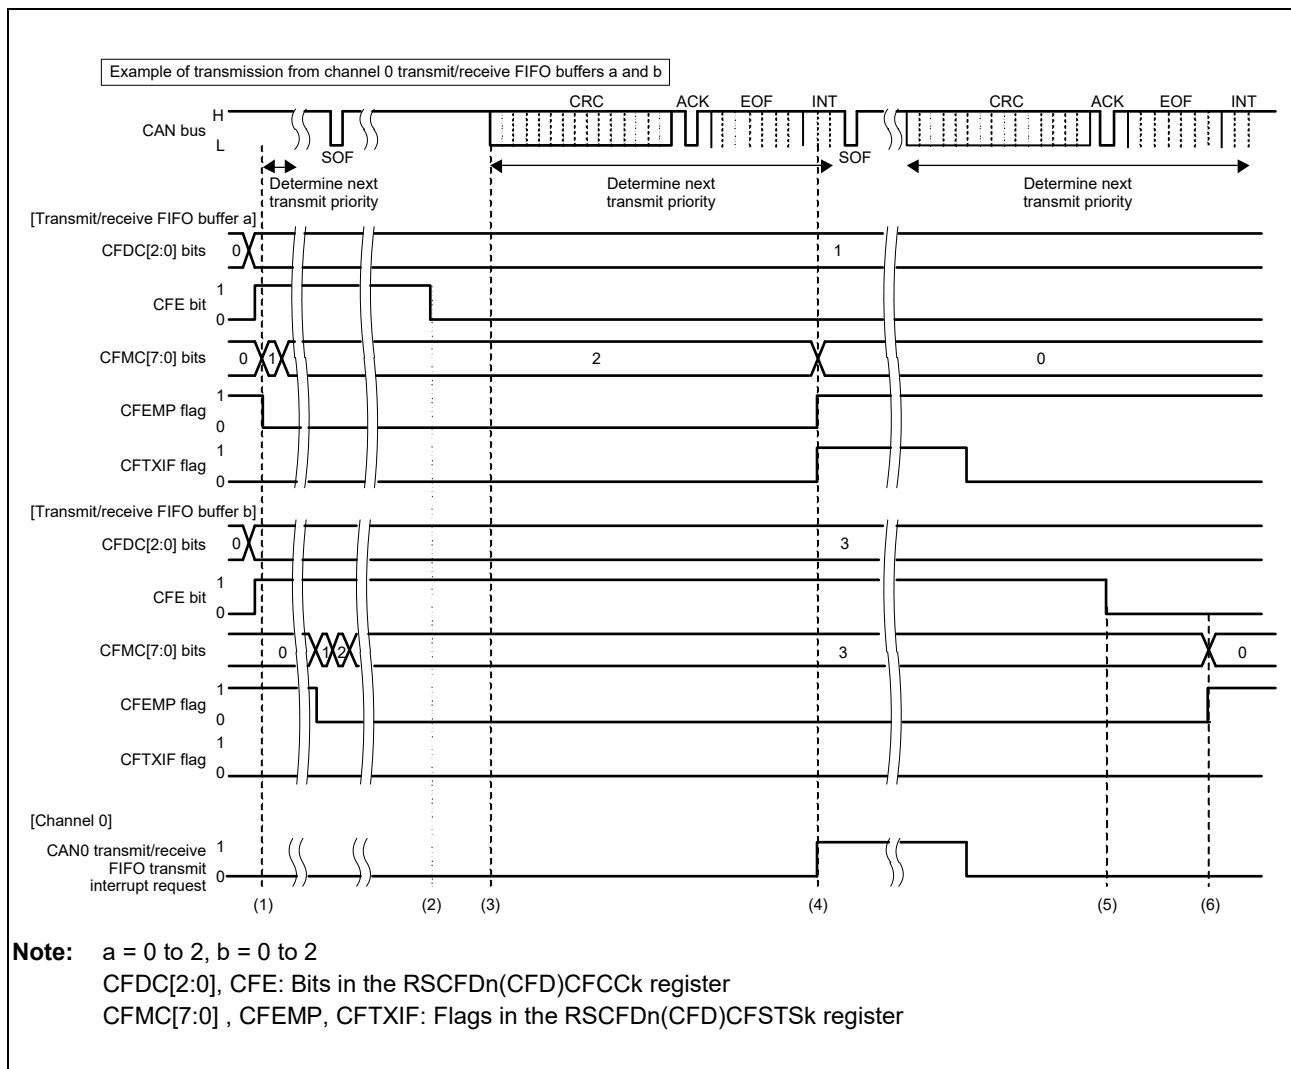 Example of transmission from channel 0 transmit/receive FIFO buffers a and b
CRC ACK EOF INT CRC ACK EOF INT
H
CAN bus
L
SOF SOF
Determine next Determine next Determine next
transmit priority transmit priority transmit priority
[Transmit/receive FIFO buffer a]
CFDC[2:0] bits 0 1
1
CFE bit
0
CFMC[7:0] bits 0 1 2 0
1
CFEMP flag
0
1
CFTXIF flag
0
[Transmit/receive FIFO buffer b]
CFDC[2:0] bits 0 3
1
CFE bit
0
CFMC[7:0] bits 0 1 2 3 0
1
CFEMP flag
0
1
CFTXIF flag
0
[Channel 0]
CAN0 transmit/receive 1
FIFO transmit
interrupt request 0
(1) (2) (3) (4) (5) (6)
Note: a = 0 to 2, b = 0 to 2
CFDC[2:0], CFE: Bits in the RSCFDn(CFD)CFCCk register
CFMC[7:0] , CFEMP, CFTXIF: Flags in the RSCFDn(CFD)CFSTSk register